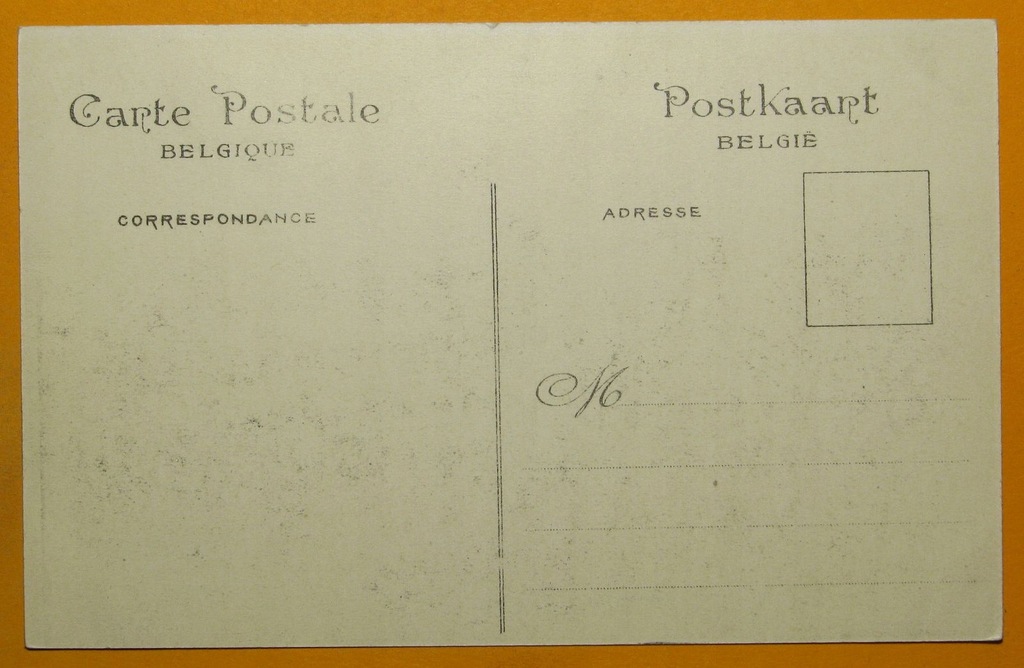 Carte Postale
BELGIQUE
CORRESPONDANCE
Postkaart
BELGIË
ADRESSE
M